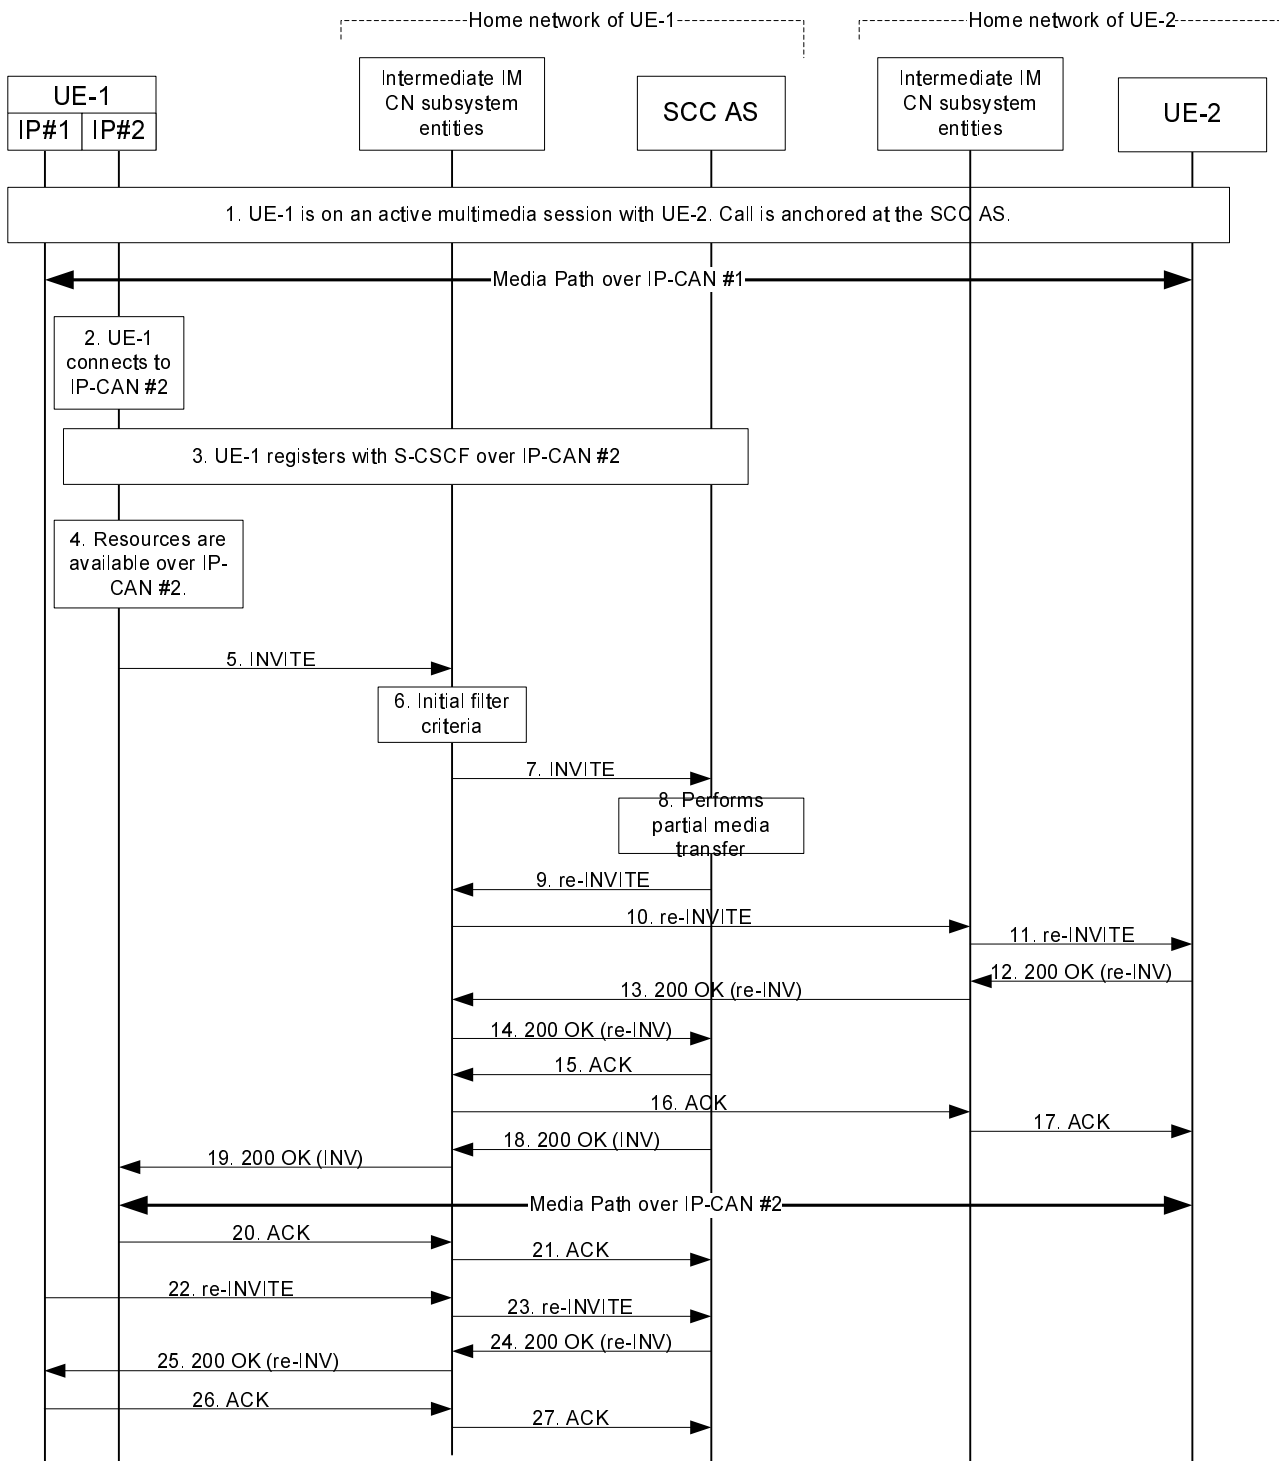 Home network of UE-1
Home network of UE-2
UE-1
IP#1
IP#2
Intermediate IM
CN subsystem
entities
SCC AS
Intermediate IM
CN subsystem
entities
UE-2
1. UE-1 is on an active multimedia session with UE-2. Call is anchored at the SCC AS.
Media Path over IP-CAN #1
2. UE-1
connects to
IP-CAN #2
3. UE-1 registers with S-CSCF over IP-CAN #2
4. Resources are
available over IP-
CAN #2.
5. INVITE
6. Initial filter
criteria
7. INVITE
8. Performs
partial media
transfer
9. re-INVITE
10. re-INVITE
11. re-INVITE
12. 200 OK (re-INV)
13. 200 OK (re-INV)
14. 200 OK (re-INV)
15. ACK
16. ACK
17. ACK
18. 200 OK (INV)
19. 200 OK (INV)
Media Path over IP-CAN #2
20. ACK
21. ACK
22. re-INVITE
23. re-INVITE
24. 200 OK (re-INV)
25. 200 OK (re-INV)
26. ACK
27. ACK